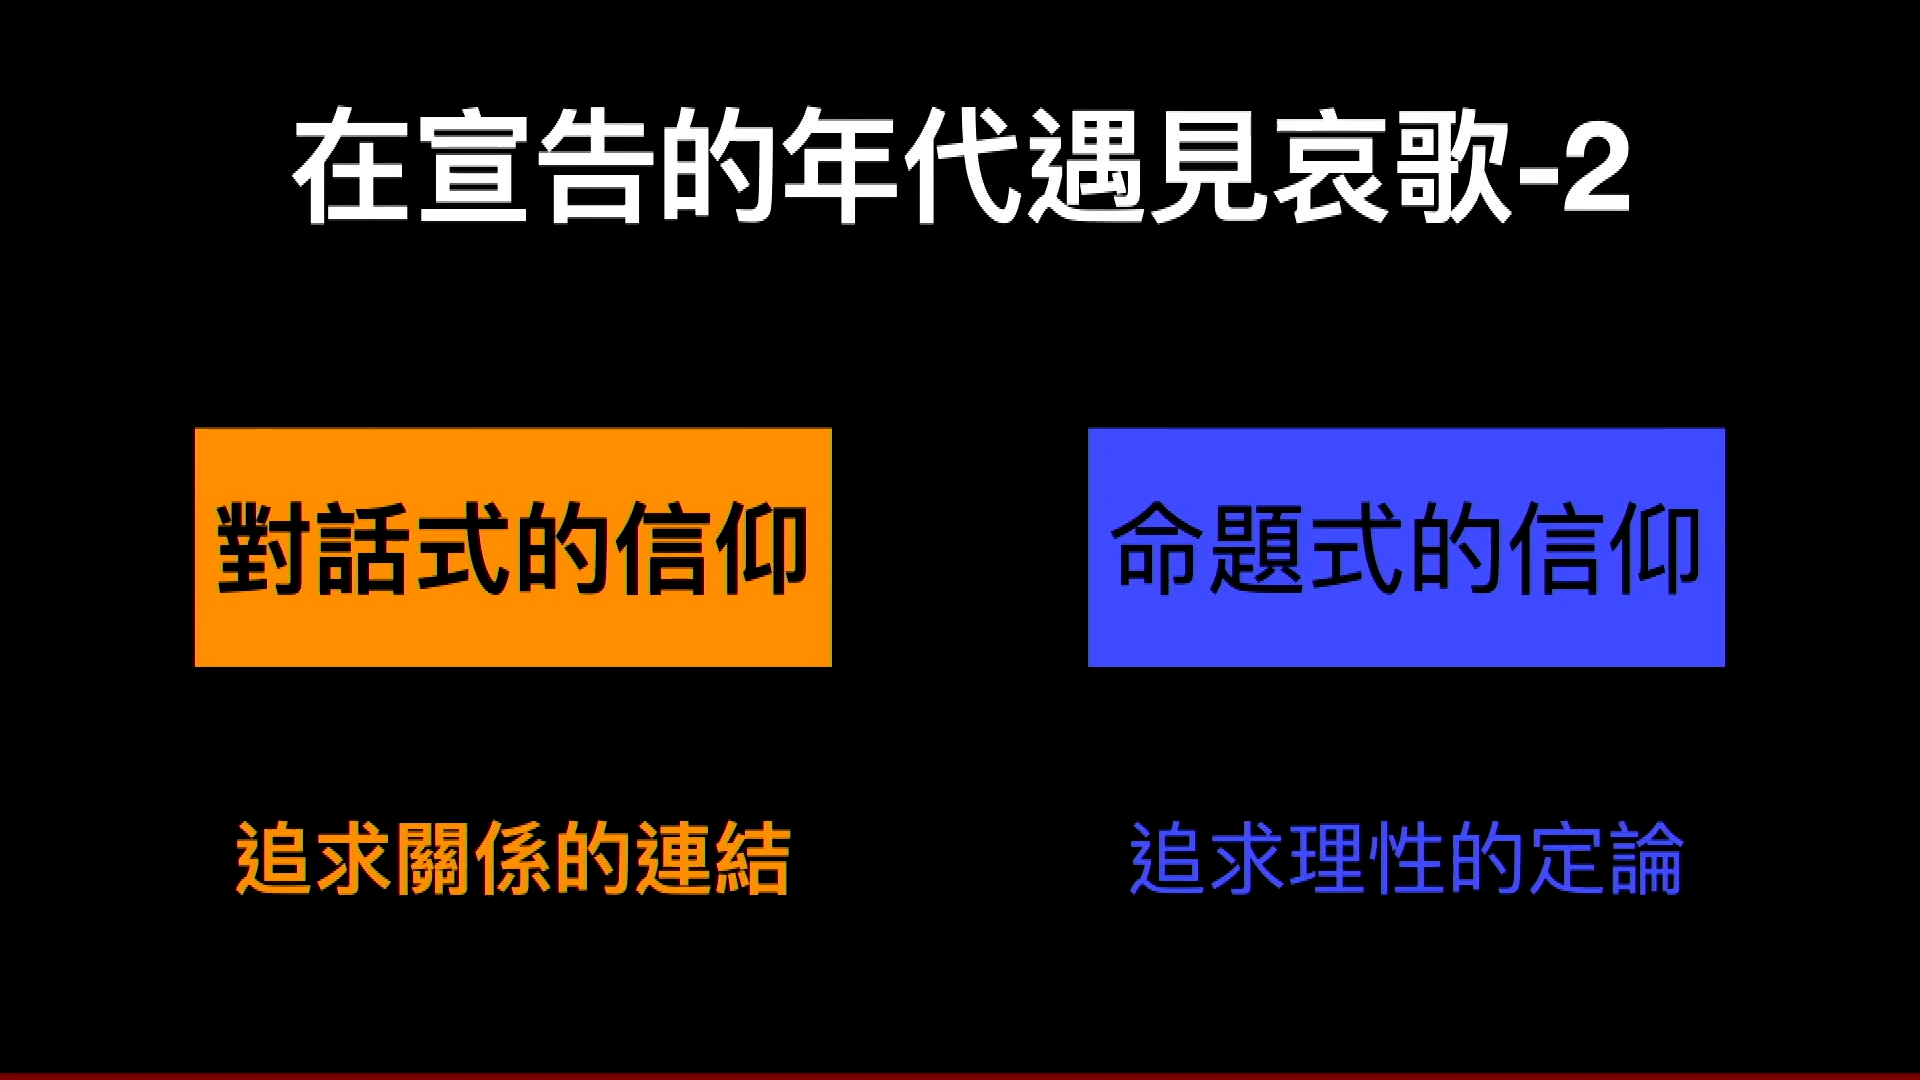 在宣告的年代遇見哀歌-2
對話式的信仰
命題式的信仰
追求關係的連結
追求理性的定論